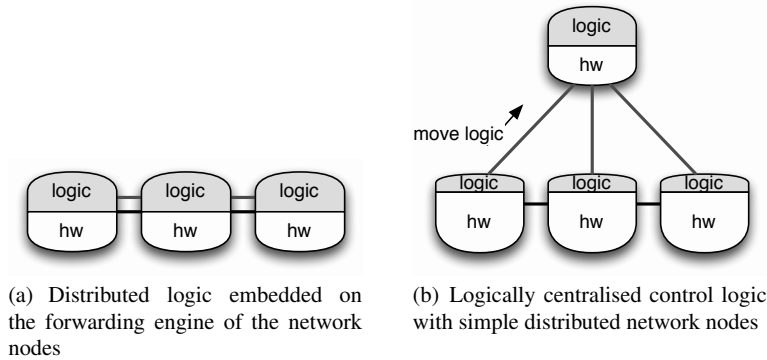 logic
hw
move logic
logic logic logic
hw hw hw
logic logic logic
hw hw hw
(a) Distributed logic embedded on
the forwarding engine of the network
nodes
(b) Logically centralised control logic
with simple distributed network nodes